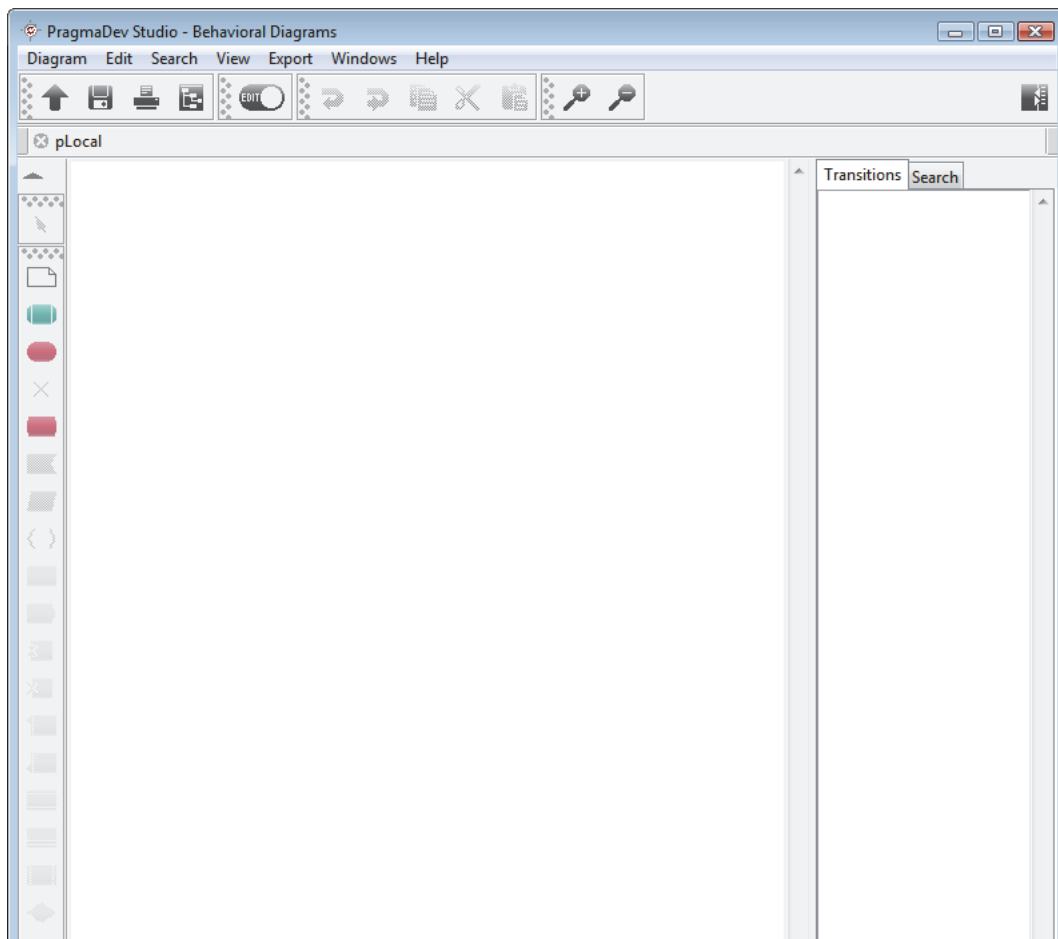 PragmaDev Studio - Behavioral Diagrams
Diagram Edit Search View Export Windows Help
EDIT
pLocal
Transitions Search